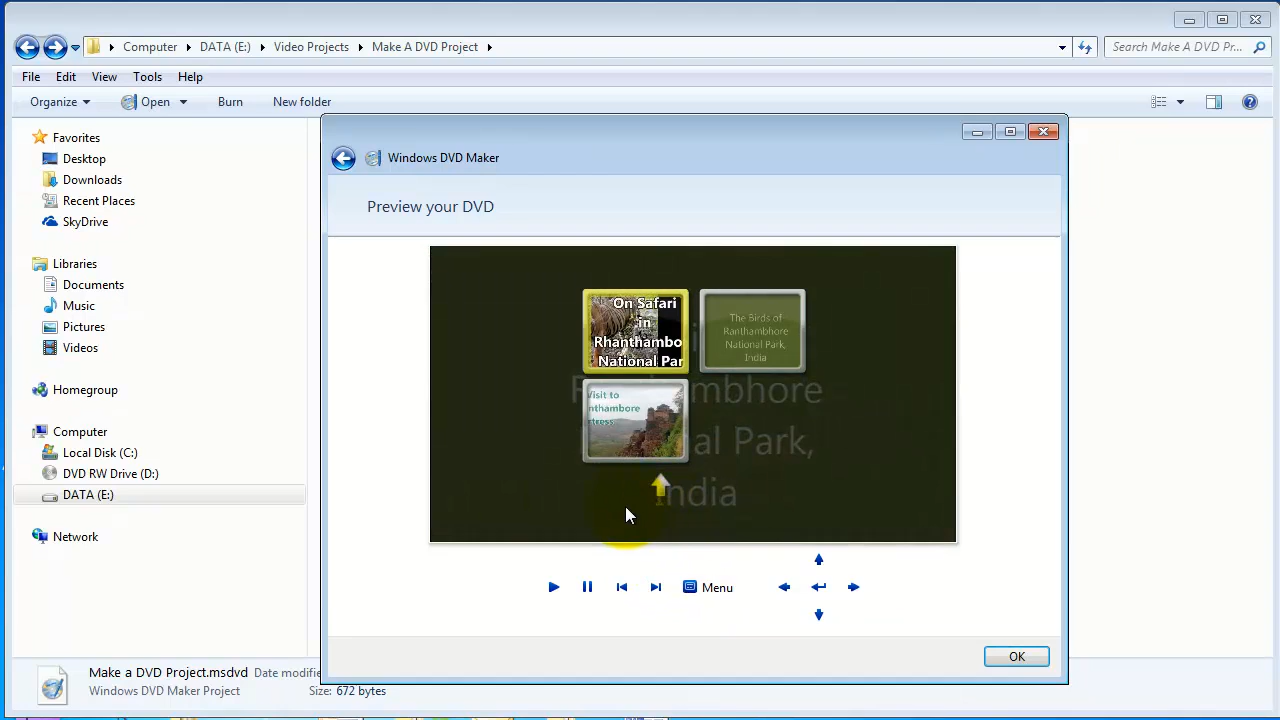 Computer
DATA (E:)
Video Projects
Make A DVD Project
Search Make A DVD Pr...
File
Edit
View
Tools
Help
Organize
Open
Burn
New folder
Favorites
Desktop
Downloads
Recent Places
SkyDrive
Libraries
Documents
Music
Pictures
Videos
Homegroup
Computer
Local Disk (C:)
DVD RW Drive (D:)
DATA (E:)
Network
Windows DVD Maker
Preview your DVD
On Safari
in
Rhanthambo
National Par
The Birds of
Ranthambhore
National Park,
India
Visit to
nthambore
rtress
mbhore
al Park,
India
Menu
OK
Make a DVD Project.msdvd
Date modifie
Windows DVD Maker Project
Size: 672 bytes